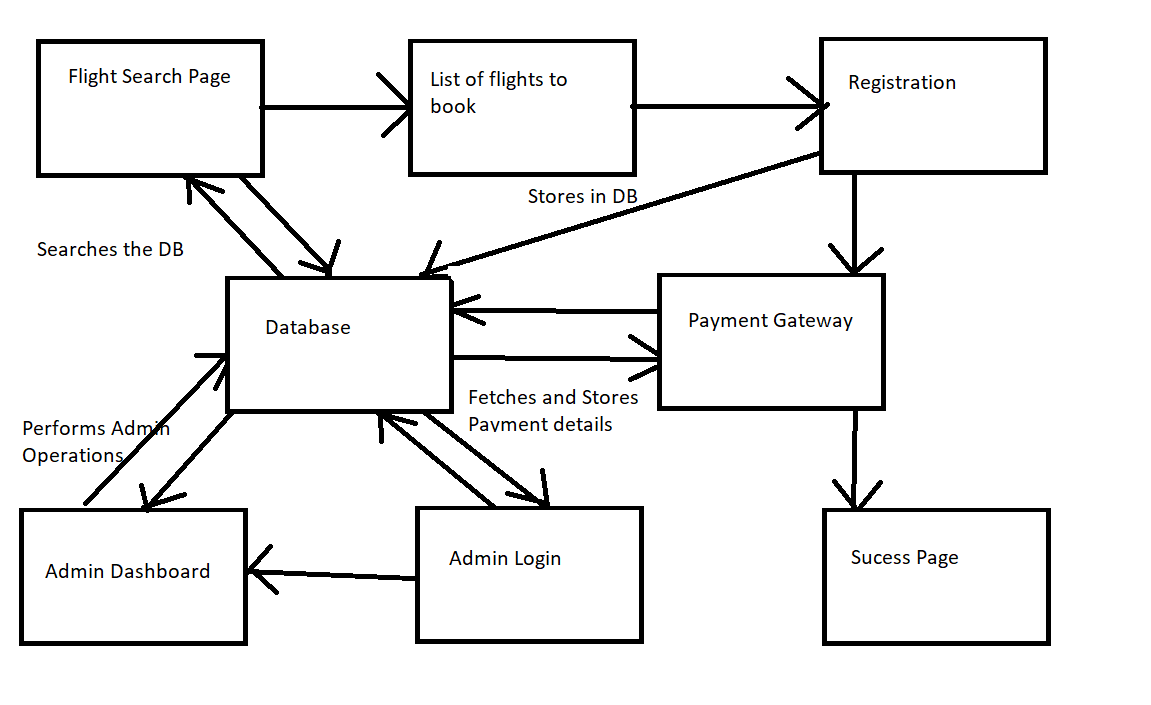 Flight Search Page
List of flights to
book
Registration
Stores in DB
Searches the DB
Database
Payment Gateway
Fetches and Stores
Payment details
Performs Admin
Operations
Admin Dashboard
Admin Login
Sucess Page